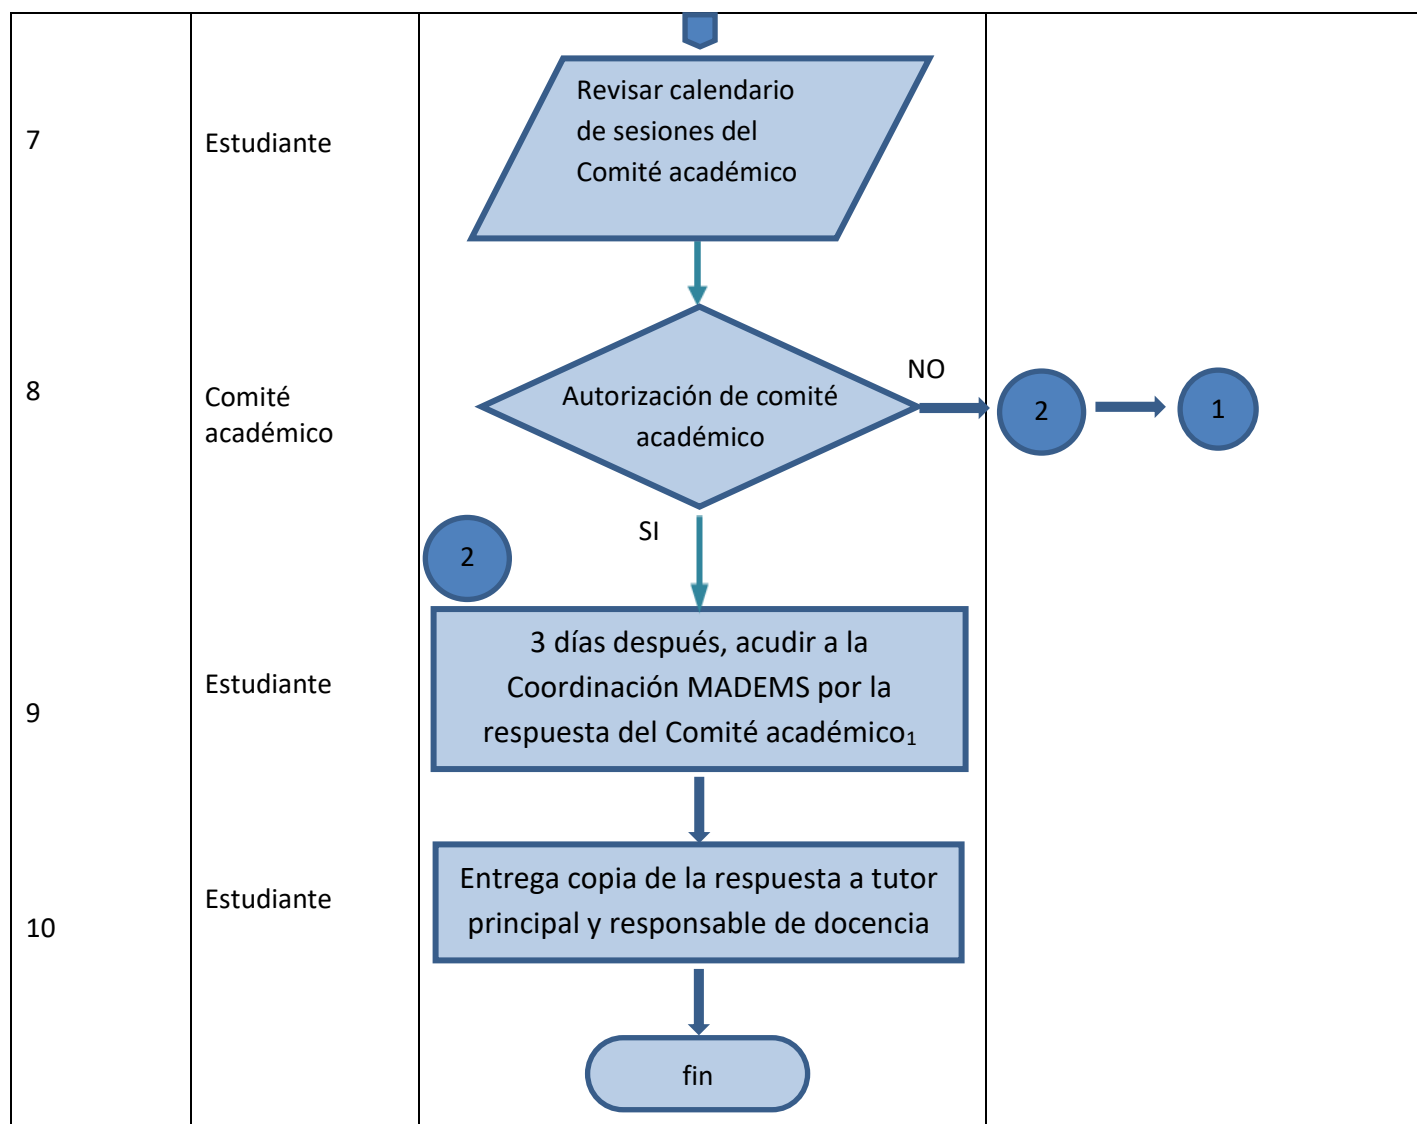 7
Estudiante
Revisar calendario
de sesiones del
Comité académico
8
Comité
académico
Autorización de comité
académico
NO
2
1
SI
2
9
Estudiante
3 días después, acudir a la
Coordinación MADEMS por la
respuesta del Comité académico₁
10
Estudiante
Entrega copia de la respuesta a tutor
principal y responsable de docencia
fin